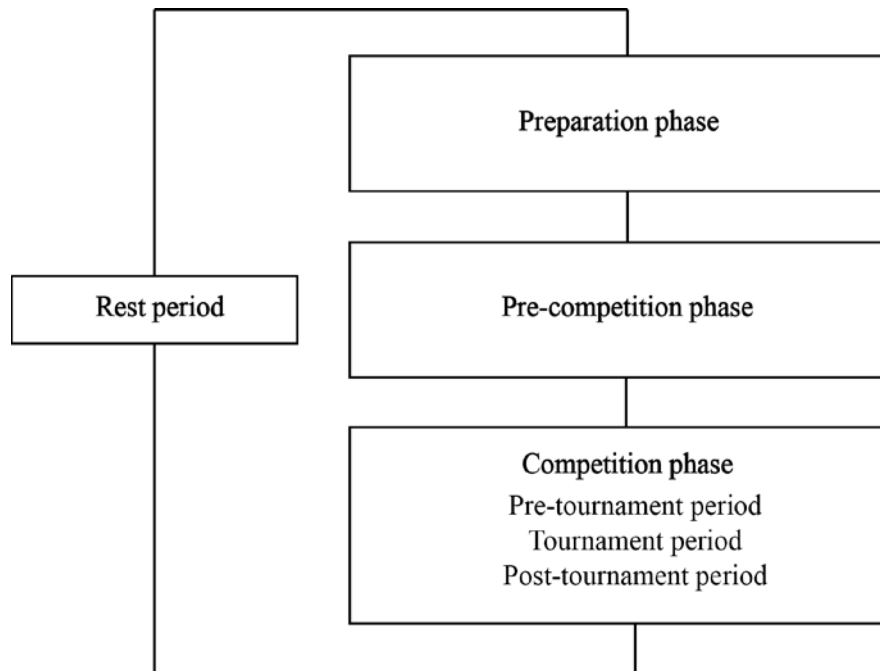 Preparation phase
Rest period
Pre-competition phase
Competition phase
Pre-tournament period
Tournament period
Post-tournament period